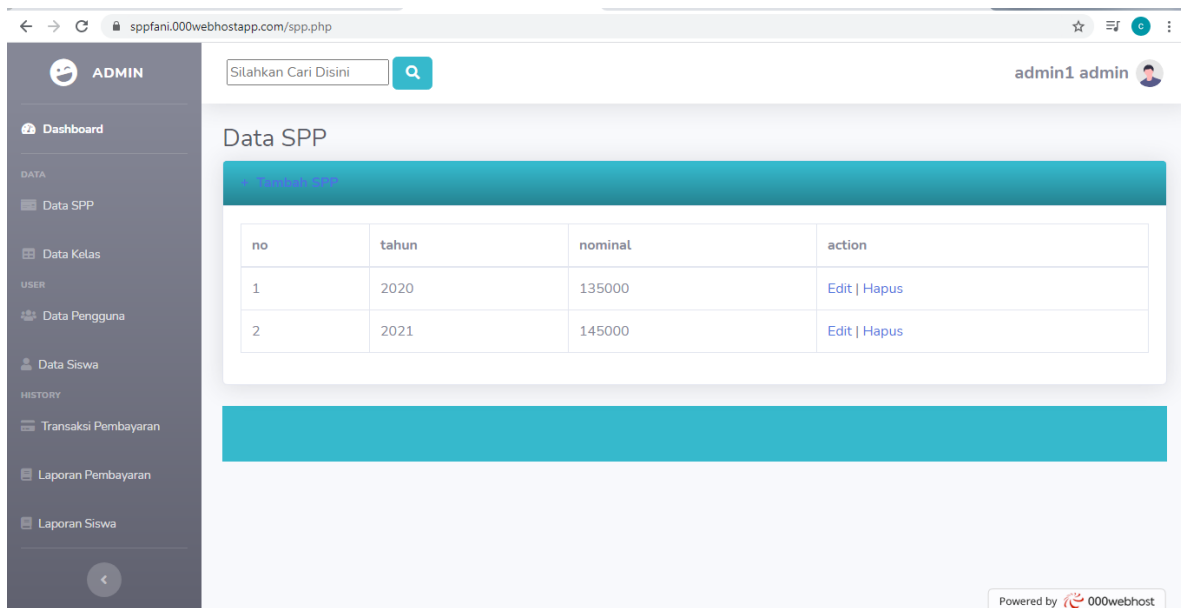 sppfani.000webhostapp.com/spp.php
C
ADMIN
Silahkan Cari Disini
admin1 admin
Dashboard
DATA
Data SPP
Data Kelas
USER
Data Pengguna
Data Siswa
HISTORY
Transaksi Pembayaran
Laporan Pembayaran
Laporan Siswa
Data SPP
+ Tambah SPP
no tahun nominal action
1 2020 135000 Edit | Hapus
2 2021 145000 Edit | Hapus
Powered by 000webhost